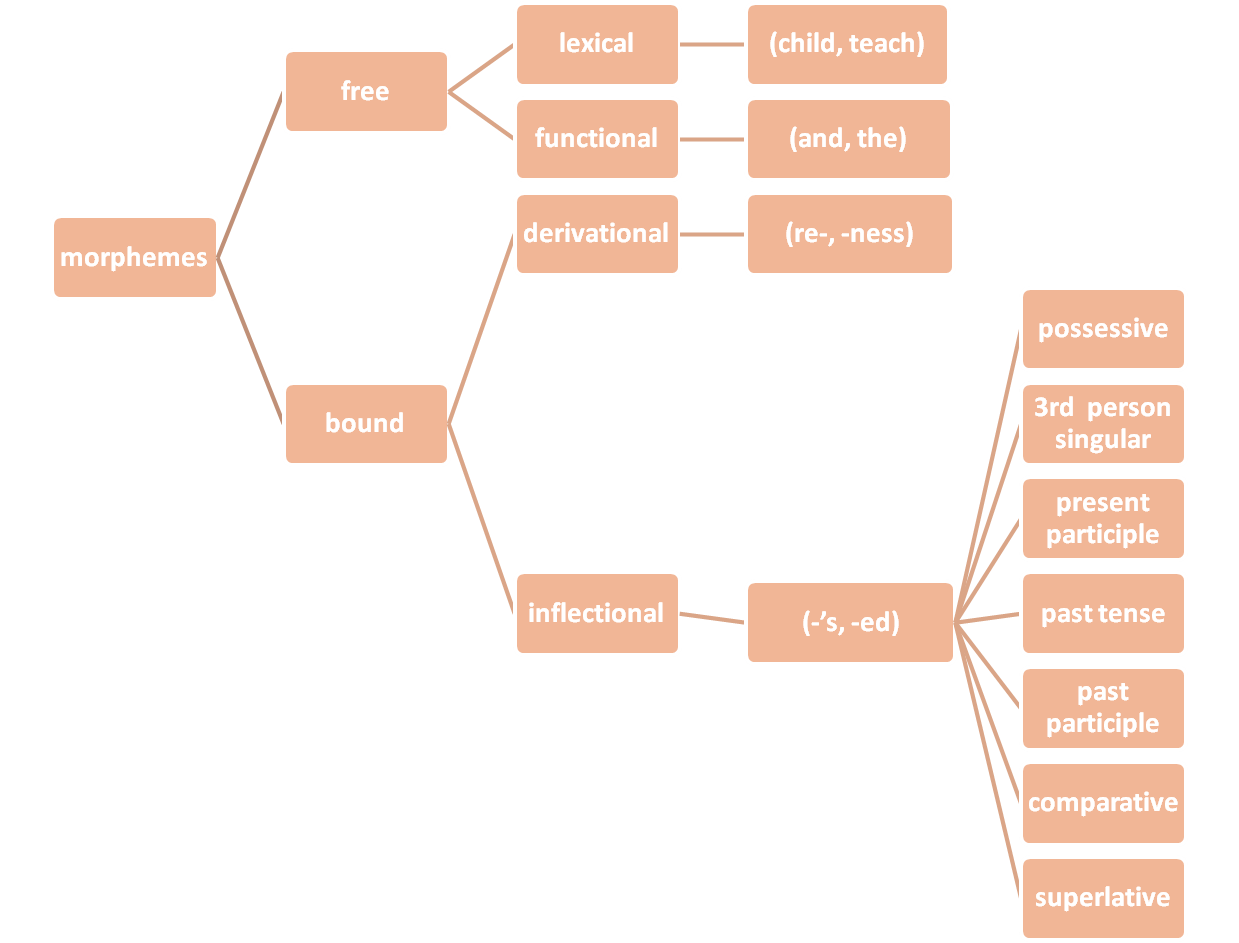 morphemes
free
lexical
(child, teach)
functional
(and, the)
bound
derivational
(re-, -ness)
inflectional
(-’s, -ed)
possessive
3rd person
singular
present
participle
past tense
past
participle
comparative
superlative